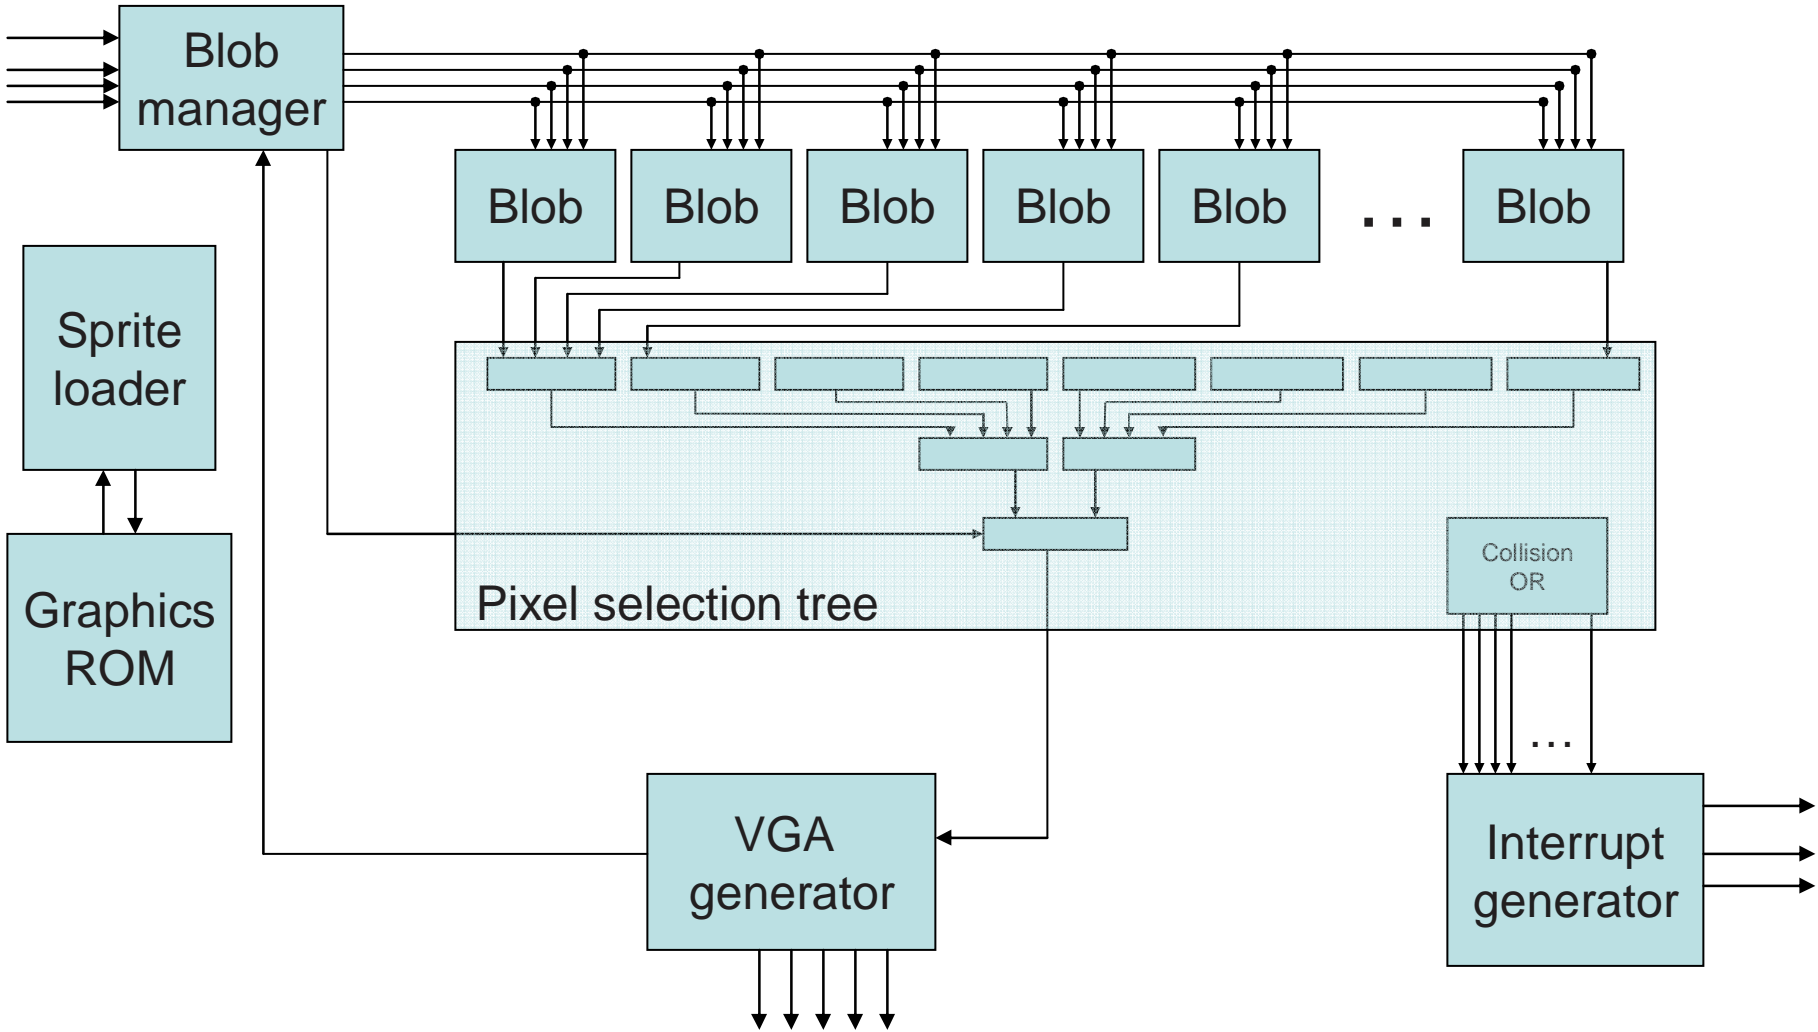 Blob
manager
Blob
Blob
Blob
Blob
Blob
...
Blob
Sprite
loader
Graphics
ROM
Collision
OR
Pixel selection tree
...
VGA
generator
Interrupt
generator